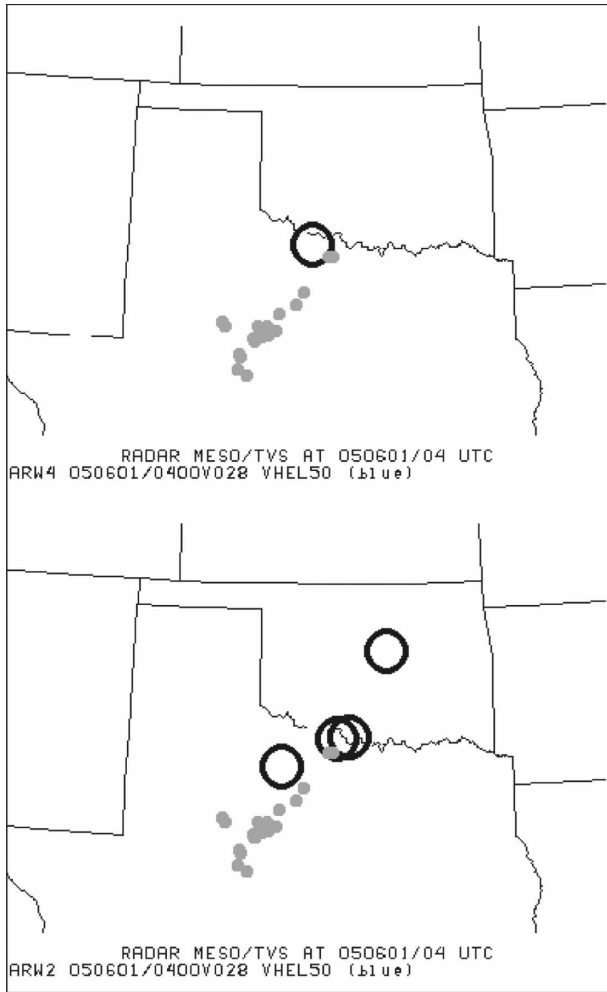 RADAR MESO/TVS AT 050601/04 UTC
ARW4 050601/0400V028 VHEL50 (blue)
RADAR MESO/TVS AT 050601/04 UTC
ARW2 050601/0400V028 VHEL50 (blue)